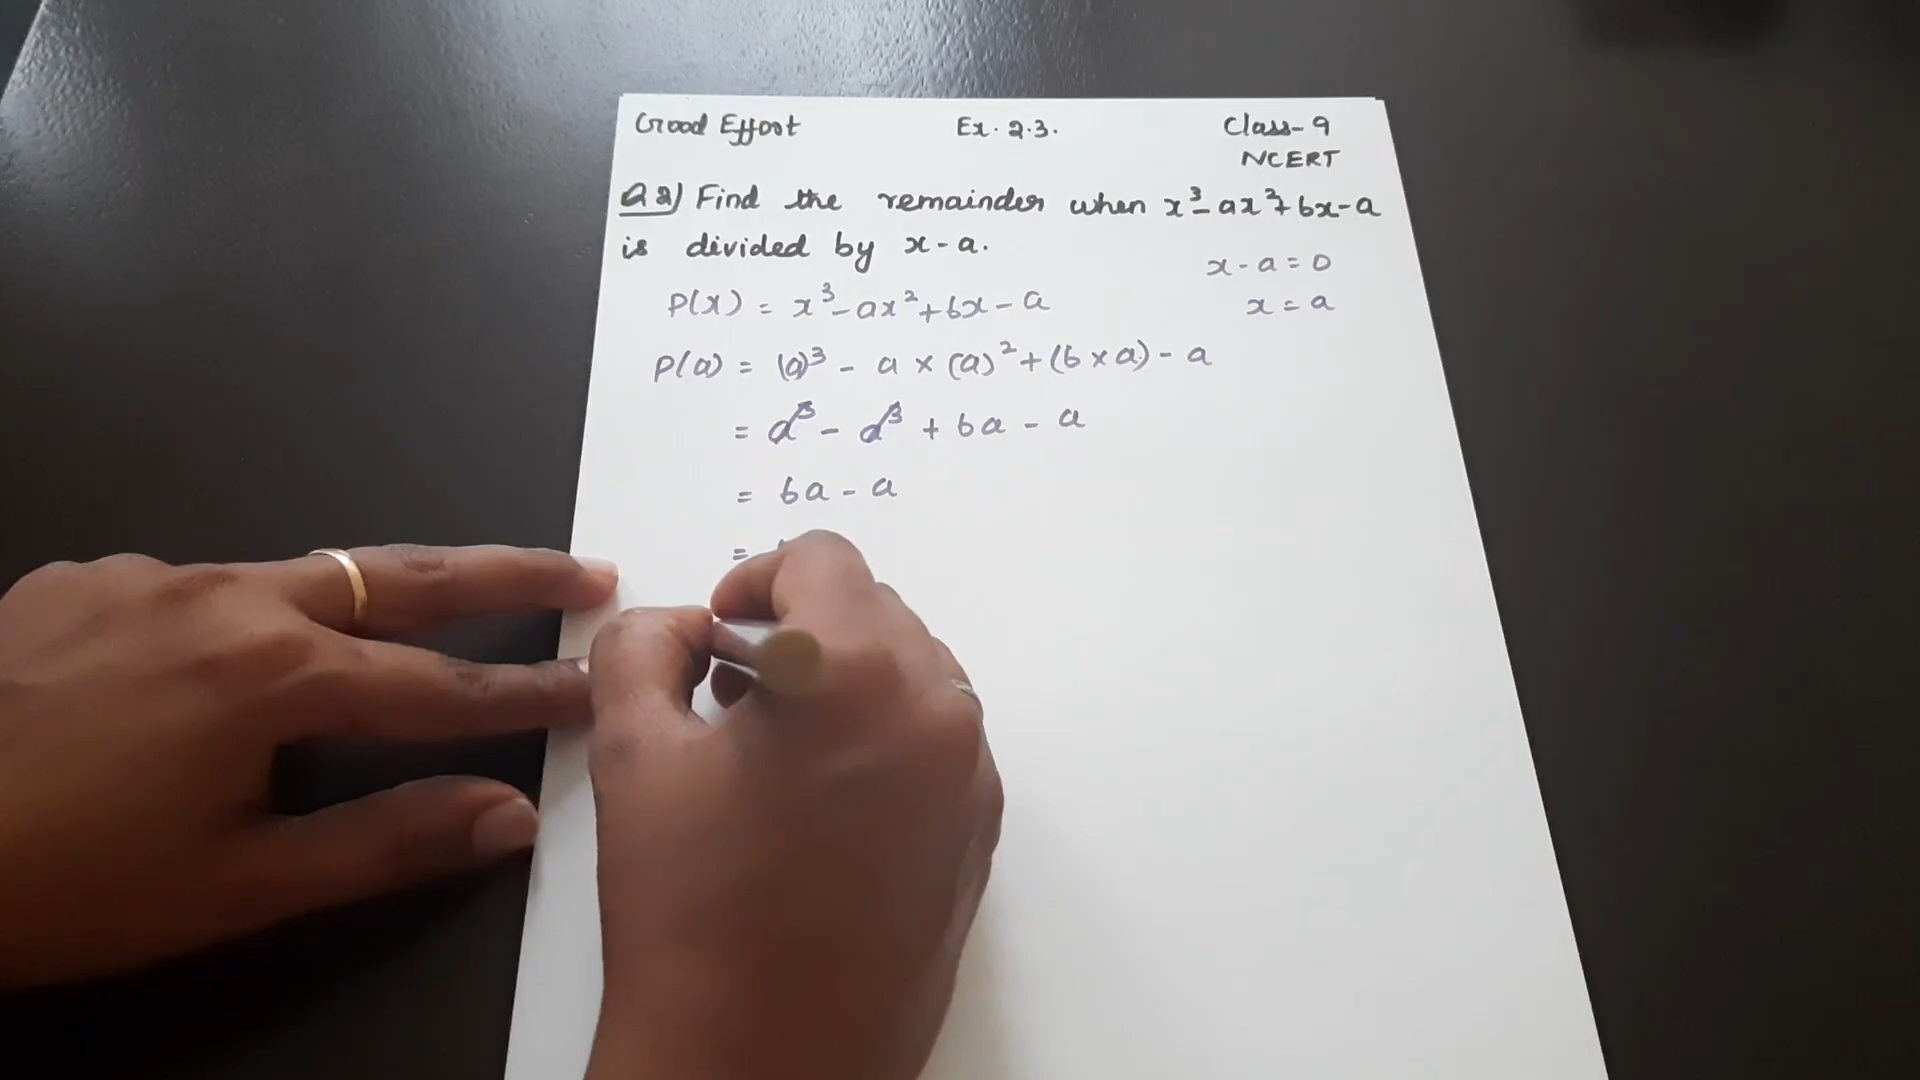 Good Effort Ex. 2.3. Class-9
NCERT
Q2) Find the remainder when x³-ax²+6x-a
is divided by x-a.
x-a=0
P(x) = x³-ax²+6x-a
x=a
P(a) = (a)³ - a × (a)² + (6 × a) - a
= a³ - a³ + 6a - a
= 6a - a
=